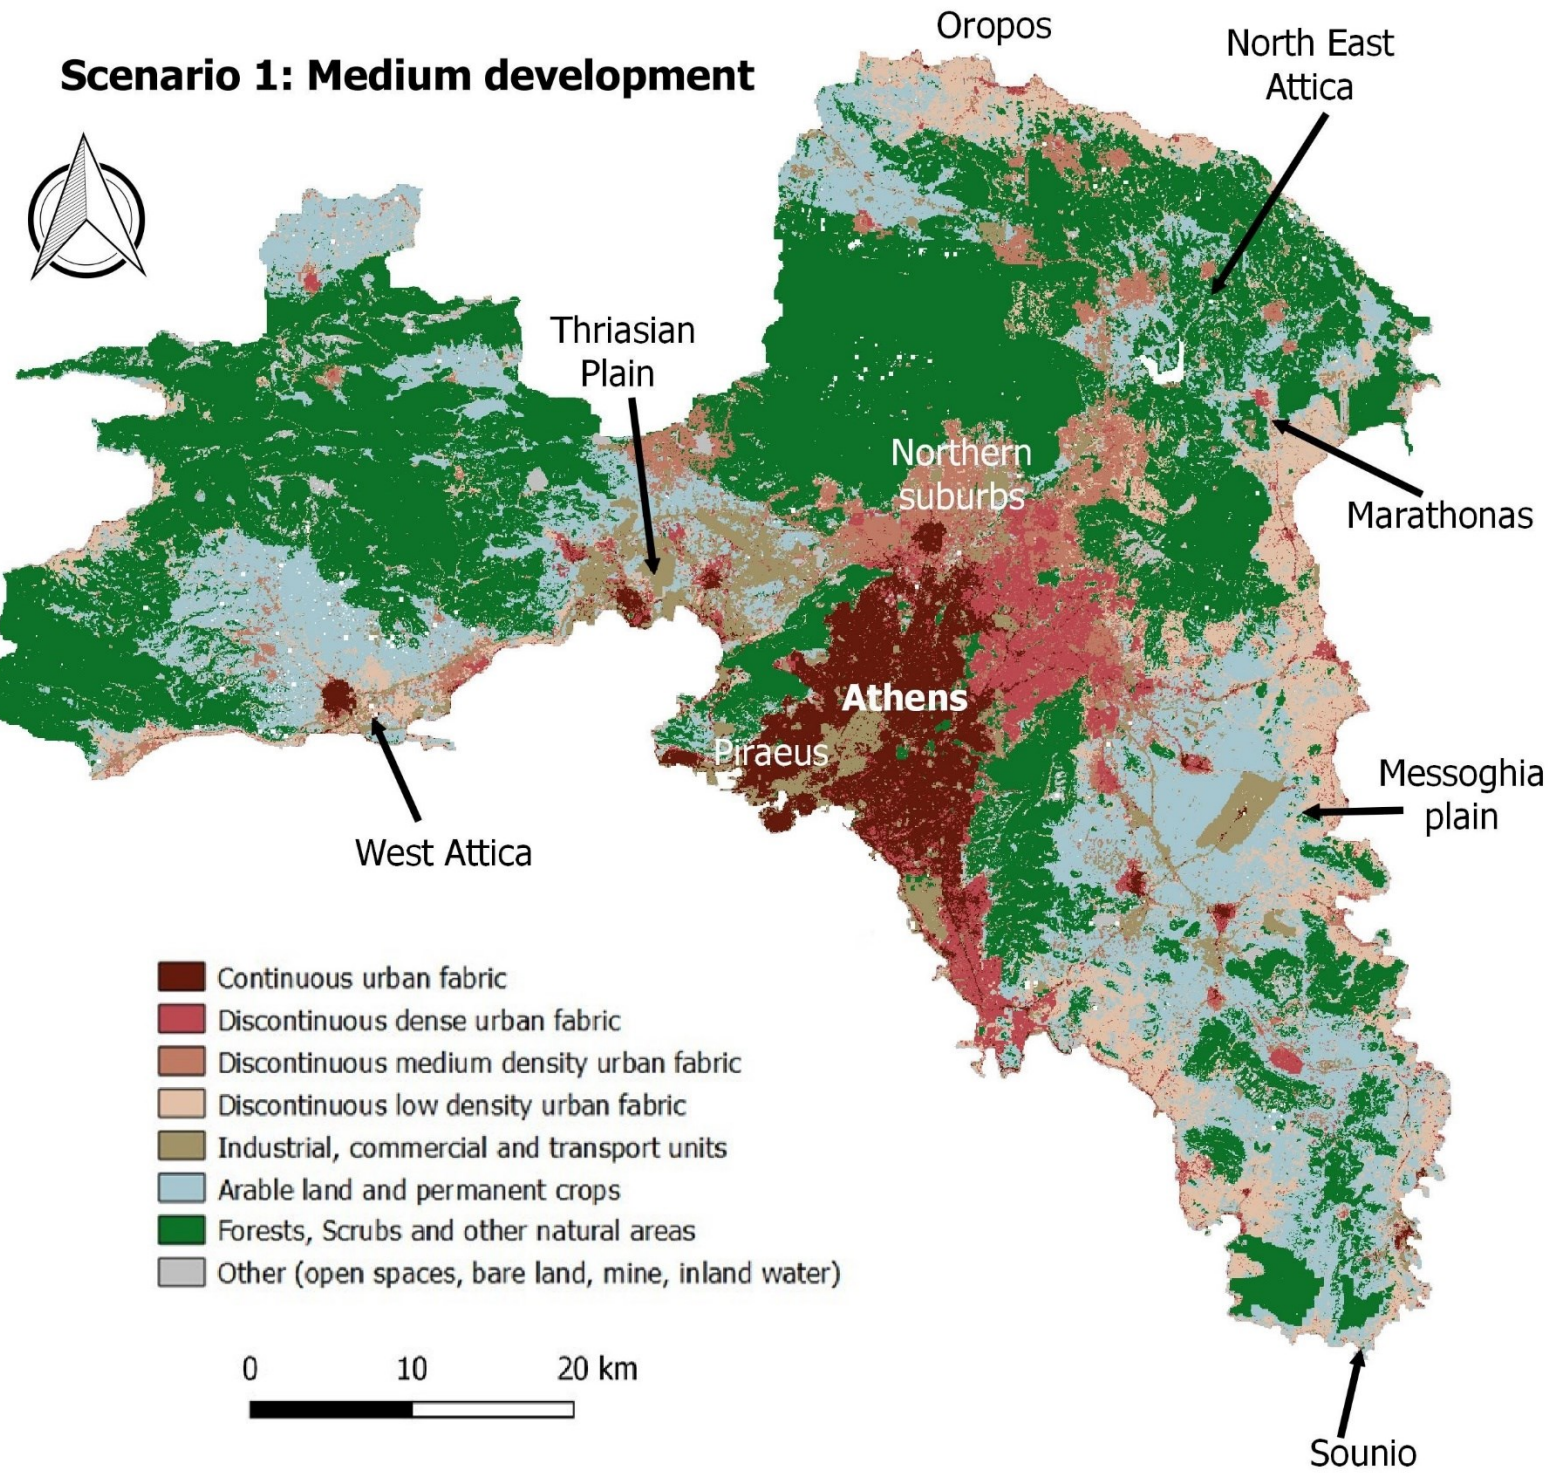 Oropos
North East
Attica
Scenario 1: Medium development
Thriasian
Plain
Northern
suburbs
Marathonas
Athens
Piraeus
Messoghia
plain
West Attica
Continuous urban fabric
Discontinuous dense urban fabric
Discontinuous medium density urban fabric
Discontinuous low density urban fabric
Industrial, commercial and transport units
Arable land and permanent crops
Forests, Scrubs and other natural areas
Other (open spaces, bare land, mine, inland water)
0 10 20 km
Sounio